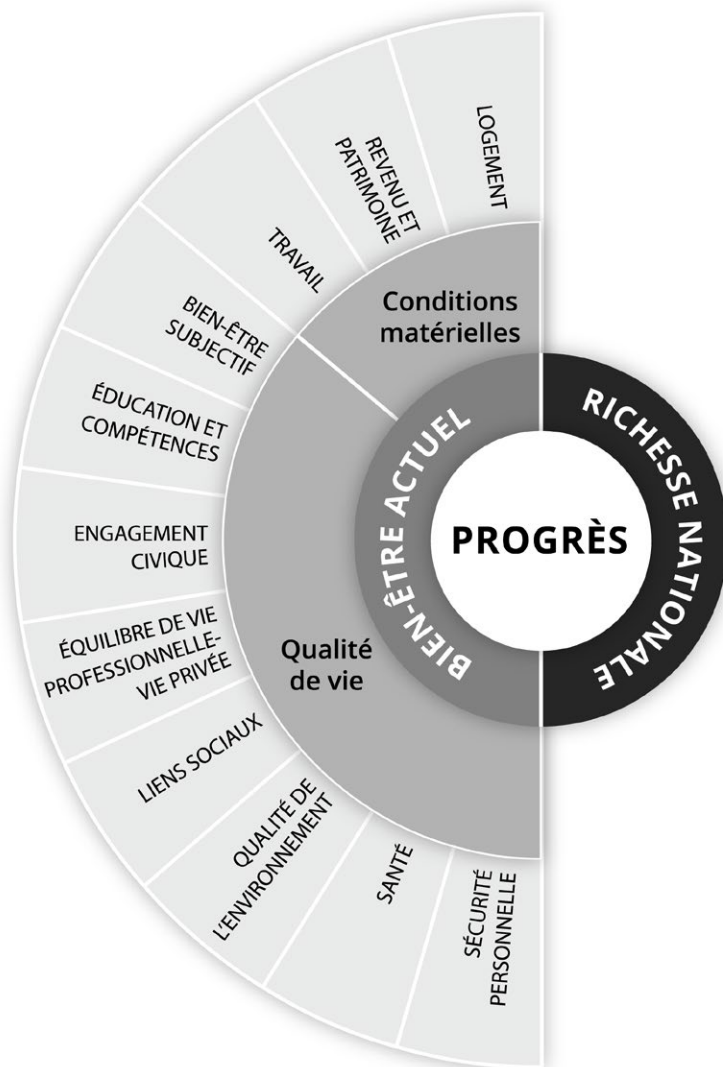 LOGEMENT
REVENU ET
PATRIMOINE
TRAVAIL
BIEN-ÊTRE
SUBJECTIF
ÉDUCATION ET
COMPÉTENCES
ENGAGEMENT
CIVIQUE
ÉQUILIBRE DE VIE
PROFESSIONNELLE-
VIE PRIVÉE
LIENS SOCIAUX
QUALITÉ DE
L'ENVIRONNEMENT
SANTÉ
SÉCURITÉ
PERSONNELLE
Conditions
matérielles
Qualité
de vie
BIEN-ÊTRE ACTUEL
PROGRÈS
RICHESSE NATIONALE